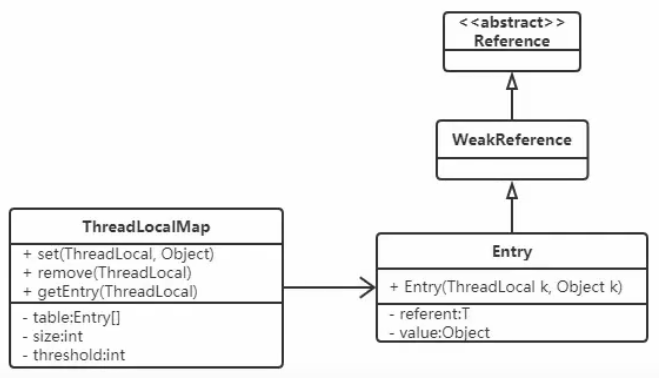 <<abstract>>
Reference
WeakReference
ThreadLocalMap
+ set(ThreadLocal, Object)
+ remove(ThreadLocal)
+ getEntry(ThreadLocal)
- table:Entry[]
- size:int
- threshold:int
Entry
+ Entry(ThreadLocal k, Object k)
- referent:T
- value:Object